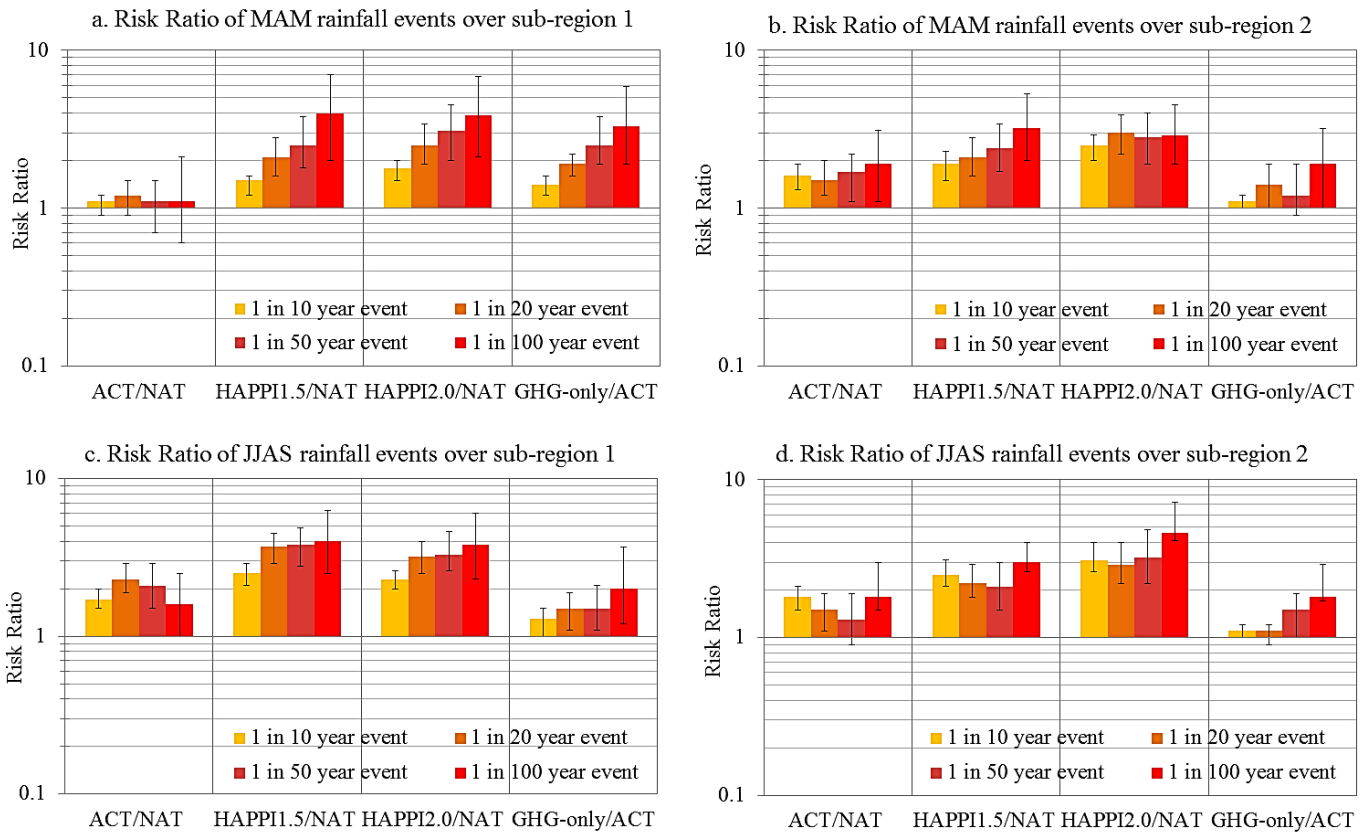 a. Risk Ratio of MAM rainfall events over sub-region 1
10
1
0.1
Risk Ratio
1 in 10 year event
1 in 20 year event
1 in 50 year event
1 in 100 year event
ACT/NAT
HAPPI1.5/NAT
HAPPI2.0/NAT
GHG-only/ACT
b. Risk Ratio of MAM rainfall events over sub-region 2
10
1
0.1
Risk Ratio
1 in 10 year event
1 in 20 year event
1 in 50 year event
1 in 100 year event
ACT/NAT
HAPPI1.5/NAT
HAPPI2.0/NAT
GHG-only/ACT
c. Risk Ratio of JJAS rainfall events over sub-region 1
10
1
0.1
Risk Ratio
1 in 10 year event
1 in 20 year event
1 in 50 year event
1 in 100 year event
ACT/NAT
HAPPI1.5/NAT
HAPPI2.0/NAT
GHG-only/ACT
d. Risk Ratio of JJAS rainfall events over sub-region 2
10
1
0.1
Risk Ratio
1 in 10 year event
1 in 20 year event
1 in 50 year event
1 in 100 year event
ACT/NAT
HAPPI1.5/NAT
HAPPI2.0/NAT
GHG-only/ACT